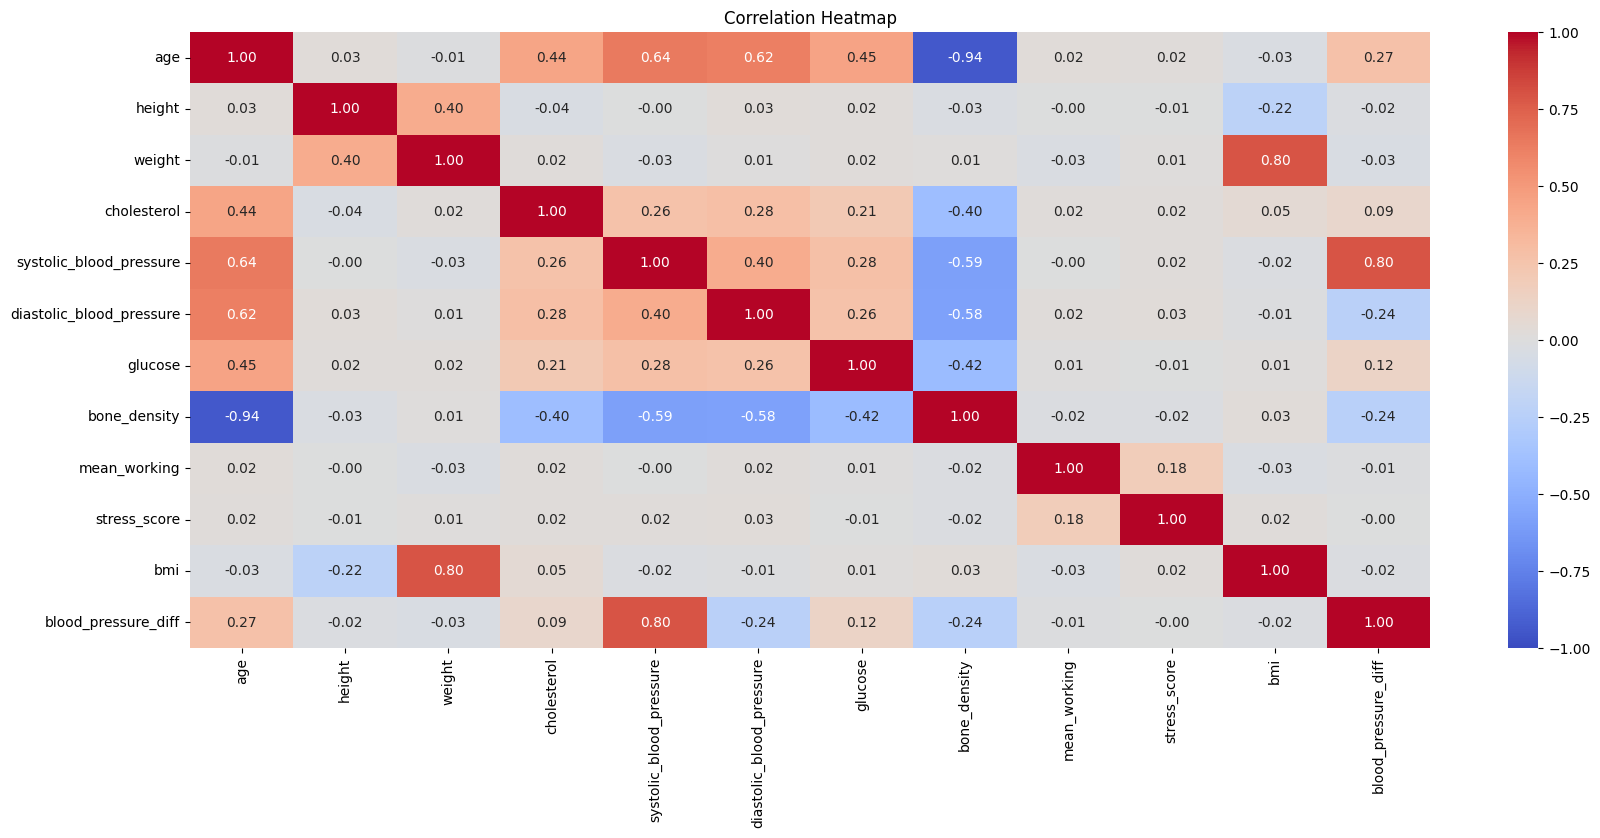 Correlation Heatmap
age 1.00 0.03 -0.01 0.44 0.64 0.62 0.45 -0.94 0.02 0.02 -0.03 0.27
height 0.03 1.00 0.40 -0.04 -0.00 0.03 0.02 -0.03 -0.00 -0.01 -0.22 -0.02
weight -0.01 0.40 1.00 0.02 -0.03 0.01 0.02 0.01 -0.03 0.01 0.80 -0.03
cholesterol 0.44 -0.04 0.02 1.00 0.26 0.28 0.21 -0.40 0.02 0.02 0.05 0.09
systolic_blood_pressure 0.64 -0.00 -0.03 0.26 1.00 0.40 0.28 -0.59 -0.00 0.02 -0.02 0.80
diastolic_blood_pressure 0.62 0.03 0.01 0.28 0.40 1.00 0.26 -0.58 0.02 0.03 -0.01 -0.24
glucose 0.45 0.02 0.02 0.21 0.28 0.26 1.00 -0.42 0.01 -0.01 0.01 0.12
bone_density -0.94 -0.03 0.01 -0.40 -0.59 -0.58 -0.42 1.00 -0.02 -0.02 0.03 -0.24
mean_working 0.02 -0.00 -0.03 0.02 -0.00 0.02 0.01 -0.02 1.00 0.18 -0.03 -0.01
stress_score 0.02 -0.01 0.01 0.02 0.02 0.03 -0.01 -0.02 0.18 1.00 0.02 -0.00
bmi -0.03 -0.22 0.80 0.05 -0.02 -0.01 0.01 0.03 -0.03 0.02 1.00 -0.02
blood_pressure_diff 0.27 -0.02 -0.03 0.09 0.80 -0.24 0.12 -0.24 -0.01 -0.00 -0.02 1.00
age
height
weight
cholesterol
systolic_blood_pressure
diastolic_blood_pressure
glucose
bone_density
mean_working
stress_score
bmi
blood_pressure_diff
1.00
0.75
0.50
0.25
0.00
−0.25
−0.50
−0.75
−1.00